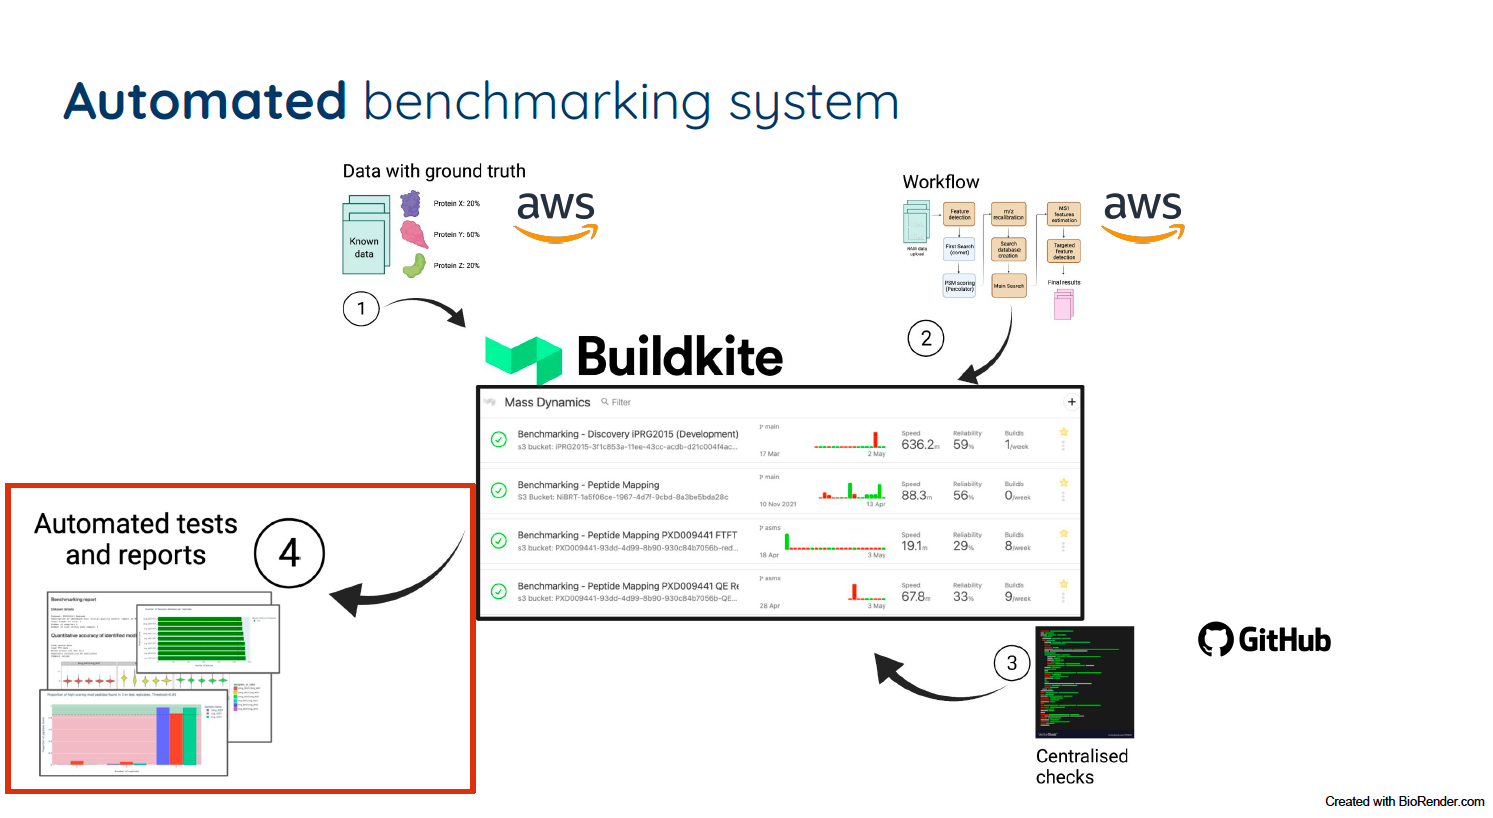 Automated benchmarking system
Data with ground truth
Known
data
Protein X: 20%
Protein Y: 60%
Protein Z: 20%
aws
1
Workflow
RAW data
upload
Feature
detection
First Search
(comet)
PSM scoring
(Percolator)
m/z
recalibration
Search
database
creation
Main Search
MS1
features
estimation
Targeted
feature
detection
Final results
aws
2
Buildkite
Mass Dynamics
Filter
+
Benchmarking - Discovery iPRG2015 (Development)
s3 bucket: iPRG2015-3f1c853a-11ee-43cc-acdb-d21c004f4ac...
main
17 Mar
2 May
Speed
636.2m
Reliability
59%
Builds
1/week
Benchmarking - Peptide Mapping
S3 Bucket: NiBRT-1a5f06ce-1967-4d7f-9cbd-8a3be5bda28c
main
10 Nov 2021
13 Apr
Speed
88.3m
Reliability
56%
Builds
0/week
Benchmarking - Peptide Mapping PXD009441 FTFT
s3 bucket: PXD009441-93dd-4d99-8b90-930c84b7056b-red...
asms
18 Apr
3 May
Speed
19.1m
Reliability
29%
Builds
8/week
Benchmarking - Peptide Mapping PXD009441 QE Re
s3 bucket: PXD009441-93dd-4d99-8b90-930c84b7056b-QE...
asms
28 Apr
3 May
Speed
67.8m
Reliability
33%
Builds
9/week
Automated tests
and reports
4
Benchmarking report
Quantitative accuracy of identified mod
3
Centralised
checks
GitHub
Created with BioRender.com